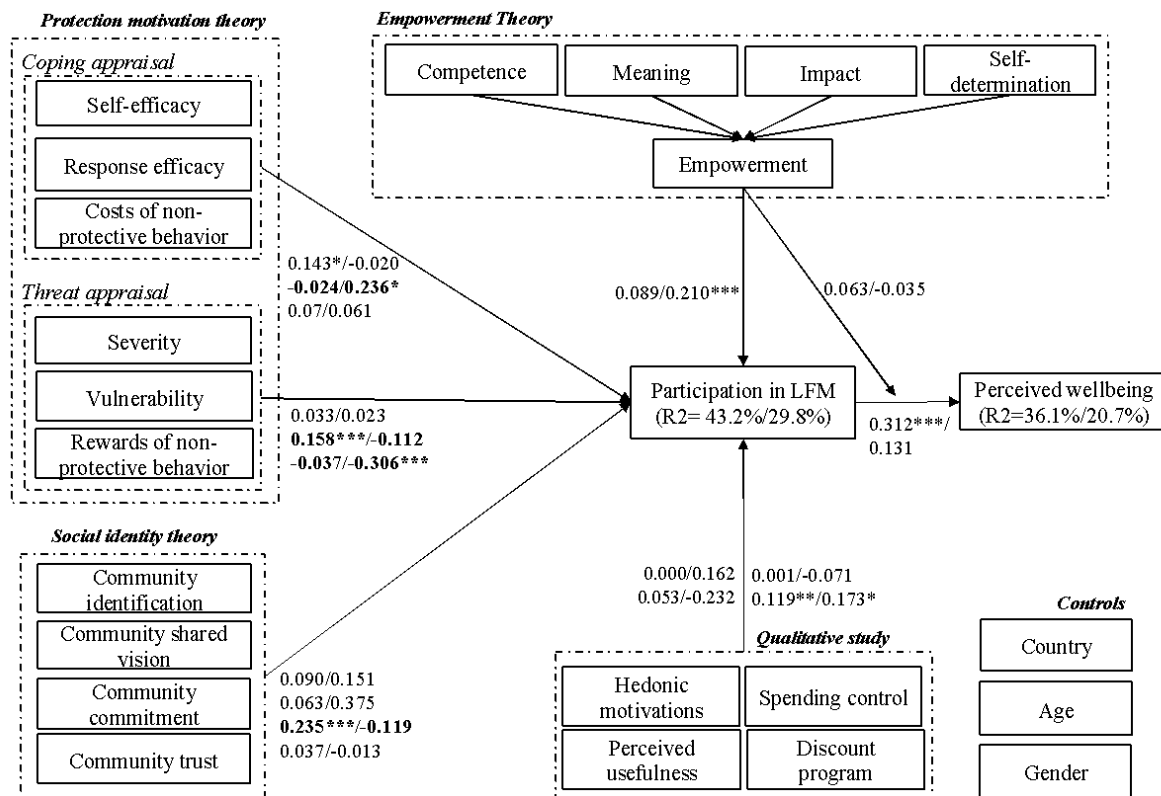 Protection motivation theory
Coping appraisal
Self-efficacy
Response efficacy
Costs of non-
protective behavior
Threat appraisal
Severity
Vulnerability
Rewards of non-
protective behavior
Social identity theory
Community
identification
Community shared
vision
Community
commitment
Community trust
0.143*/-0.020
-0.024/0.236*
0.07/0.061
0.033/0.023
0.158***/-0.112
-0.037/-0.306***
0.090/0.151
0.063/0.375
0.235***/-0.119
0.037/-0.013
Empowerment Theory
Competence
Meaning
Impact
Self-
determination
Empowerment
0.089/0.210***
0.063/-0.035
Participation in LFM
(R2= 43.2%/29.8%)
0.312***/
0.131
Perceived wellbeing
(R2=36.1%/20.7%)
0.000/0.162
0.053/-0.232
0.001/-0.071
0.119**/0.173*
Qualitative study
Hedonic
motivations
Spending control
Perceived
usefulness
Discount
program
Controls
Country
Age
Gender